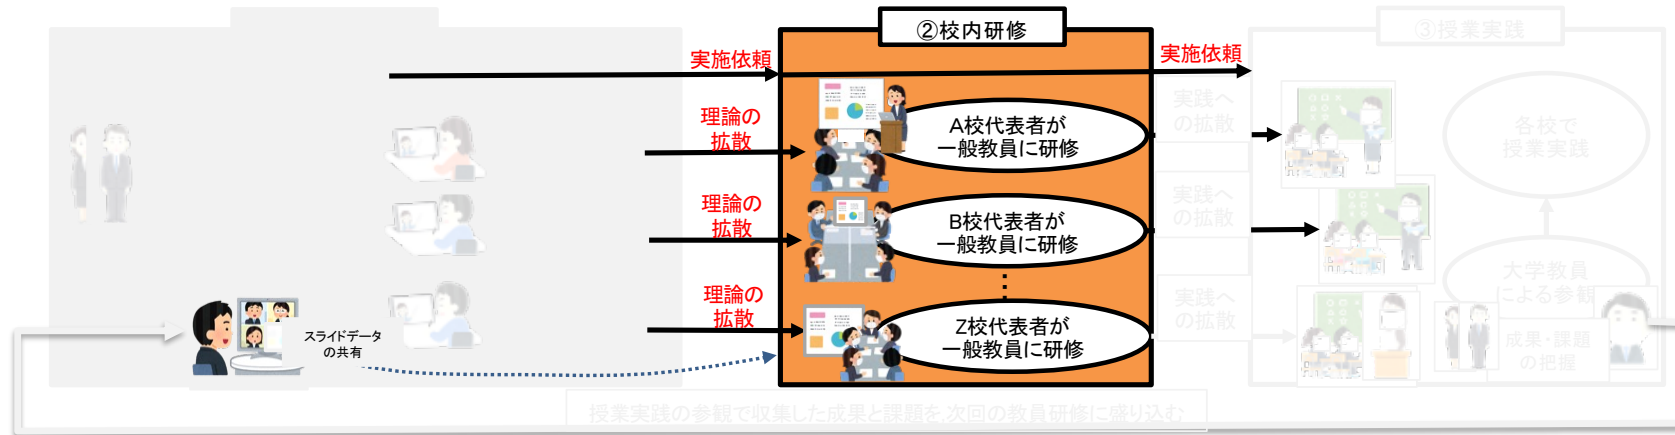 ②校内研修
③授業実践
実施依頼
実施依頼
理論の
拡散
A校代表者が
一般教員に研修
実践へ
の拡散
各校で
授業実践
理論の
拡散
B校代表者が
一般教員に研修
実践へ
の拡散
大学教員
による参観
理論の
拡散
Z校代表者が
一般教員に研修
実践へ
の拡散
成果・課題
の把握
スライドデータ
の共有
授業実践の参観で収集した成果と課題を,次回の教員研修に盛り込む